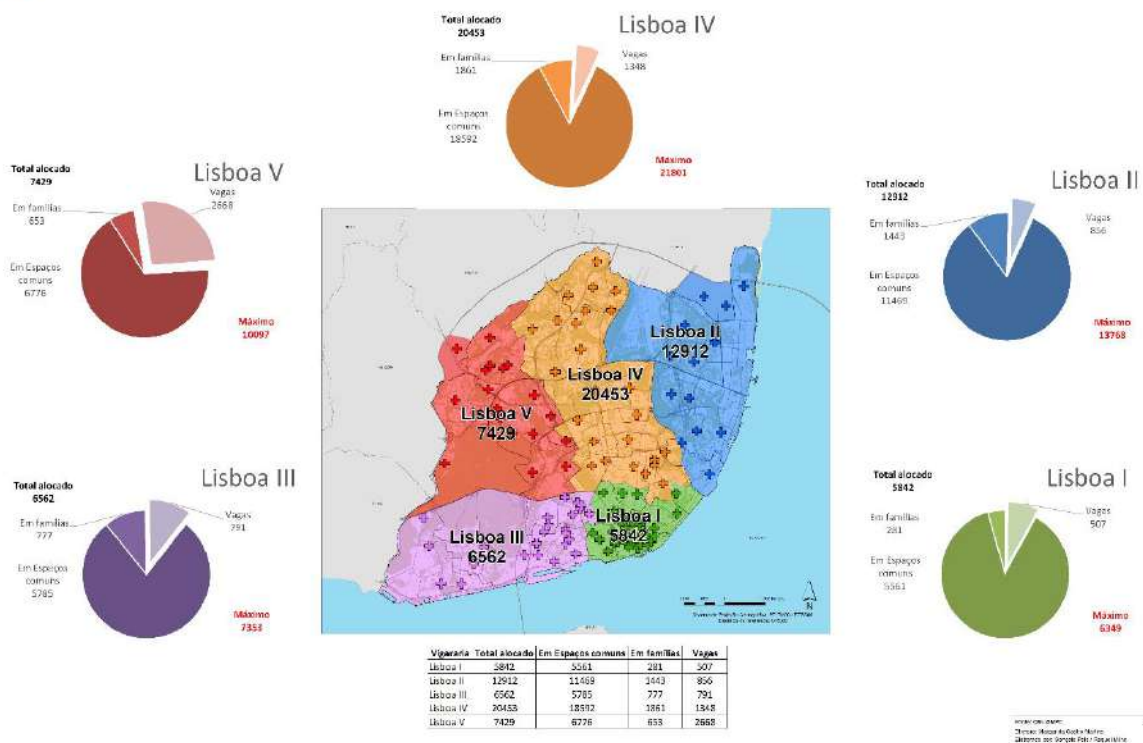 Lisboa IV
Total alocado
20453
Em famílias
1861
Vagas
1348
Em Espaços
comuns
18592
Máximo
21801
Lisboa V
Total alocado
7429
Vagas
2668
Em famílias
653
Em Espaços
comuns
6776
Máximo
10097
Lisboa II
Total alocado
12912
Em famílias
1443
Vagas
856
Em Espaços
comuns
11469
Máximo
13768
Lisboa II
12912
Lisboa IV
20453
Lisboa V
7429
Lisboa I
5842
Lisboa III
6562
N
Lisboa III
Total alocado
6562
Em famílias
777
Vagas
791
Em Espaços
comuns
5785
Máximo
7353
Lisboa I
Total alocado
5842
Em famílias
281
Vagas
507
Em Espaços
comuns
5561
Máximo
6349
Vigararia Total alocado Em Espaços comuns Em famílias Vagas
Lisboa I 5842 5561 281 507
Lisboa II 12912 11469 1443 856
Lisboa III 6562 5785 777 791
Lisboa IV 20453 18592 1861 1348
Lisboa V 7429 6776 653 2668